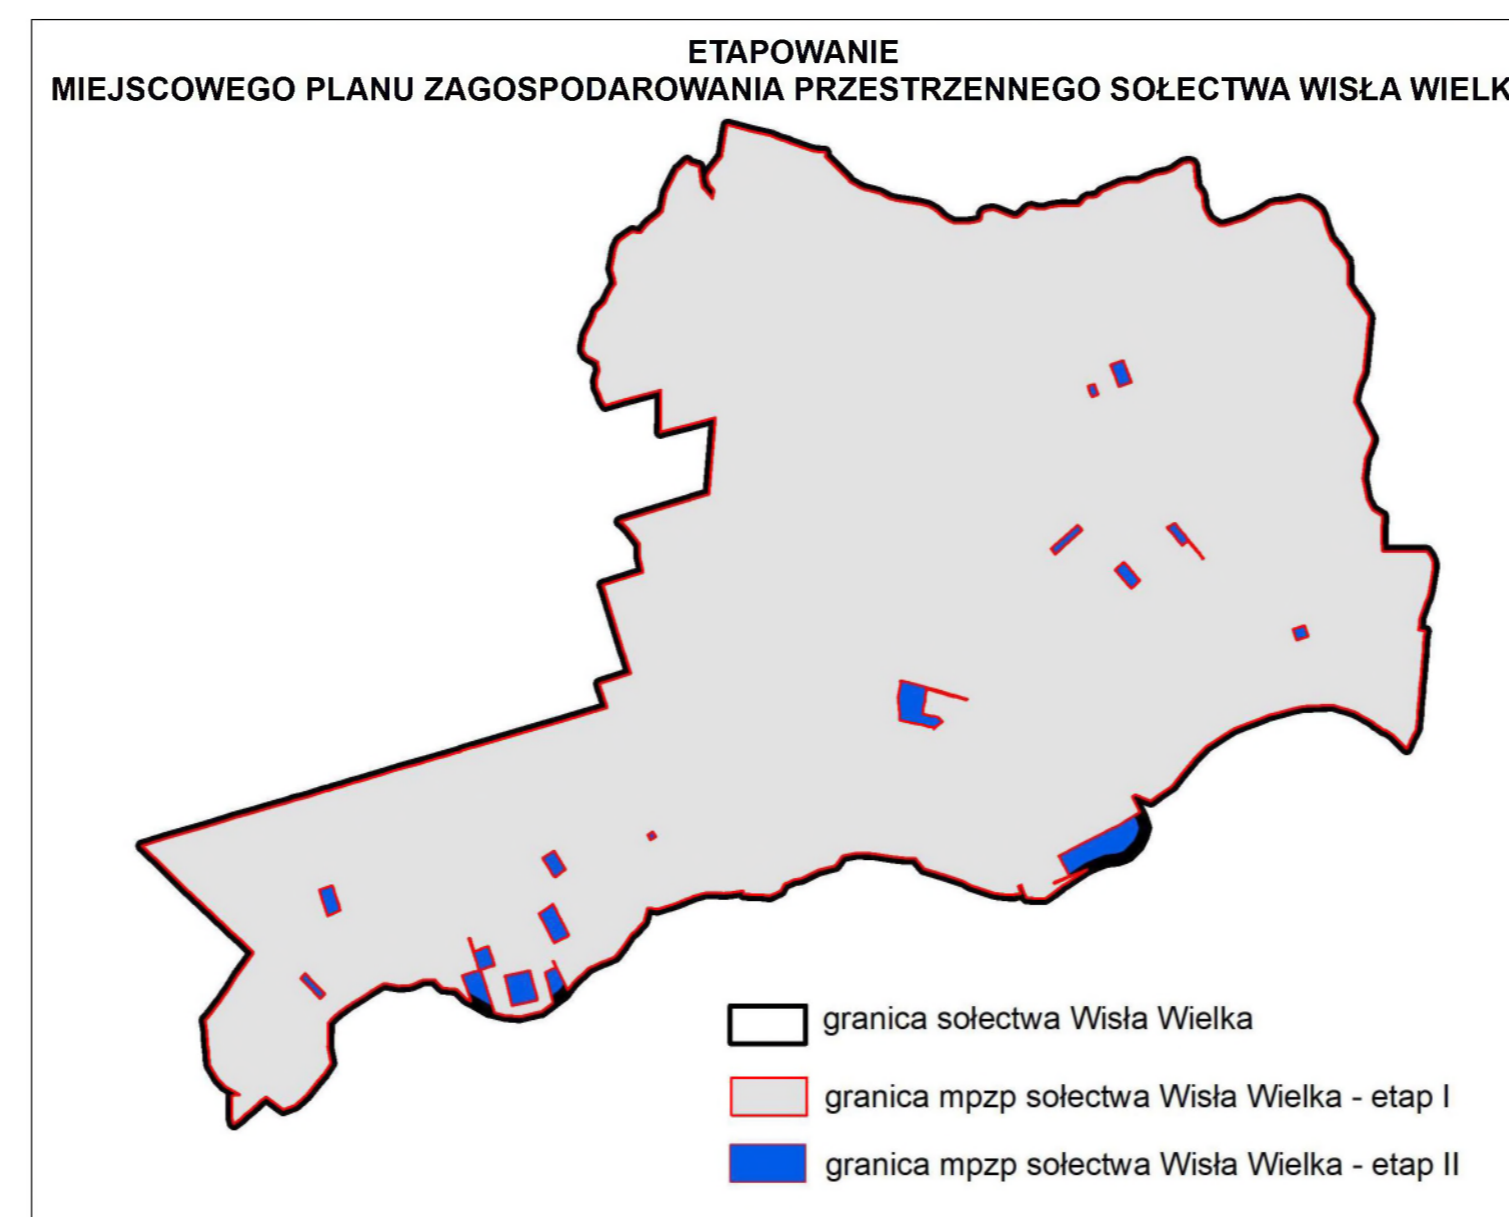 ETAPOWANIE
MIEJSCOWEGO PLANU ZAGOSPODAROWANIA PRZESTRZENNEGO SOŁECTWA WISŁA WIELK
granica sołectwa Wisła Wielka
granica mpzp sołectwa Wisła Wielka - etap I
granica mpzp sołectwa Wisła Wielka - etap II